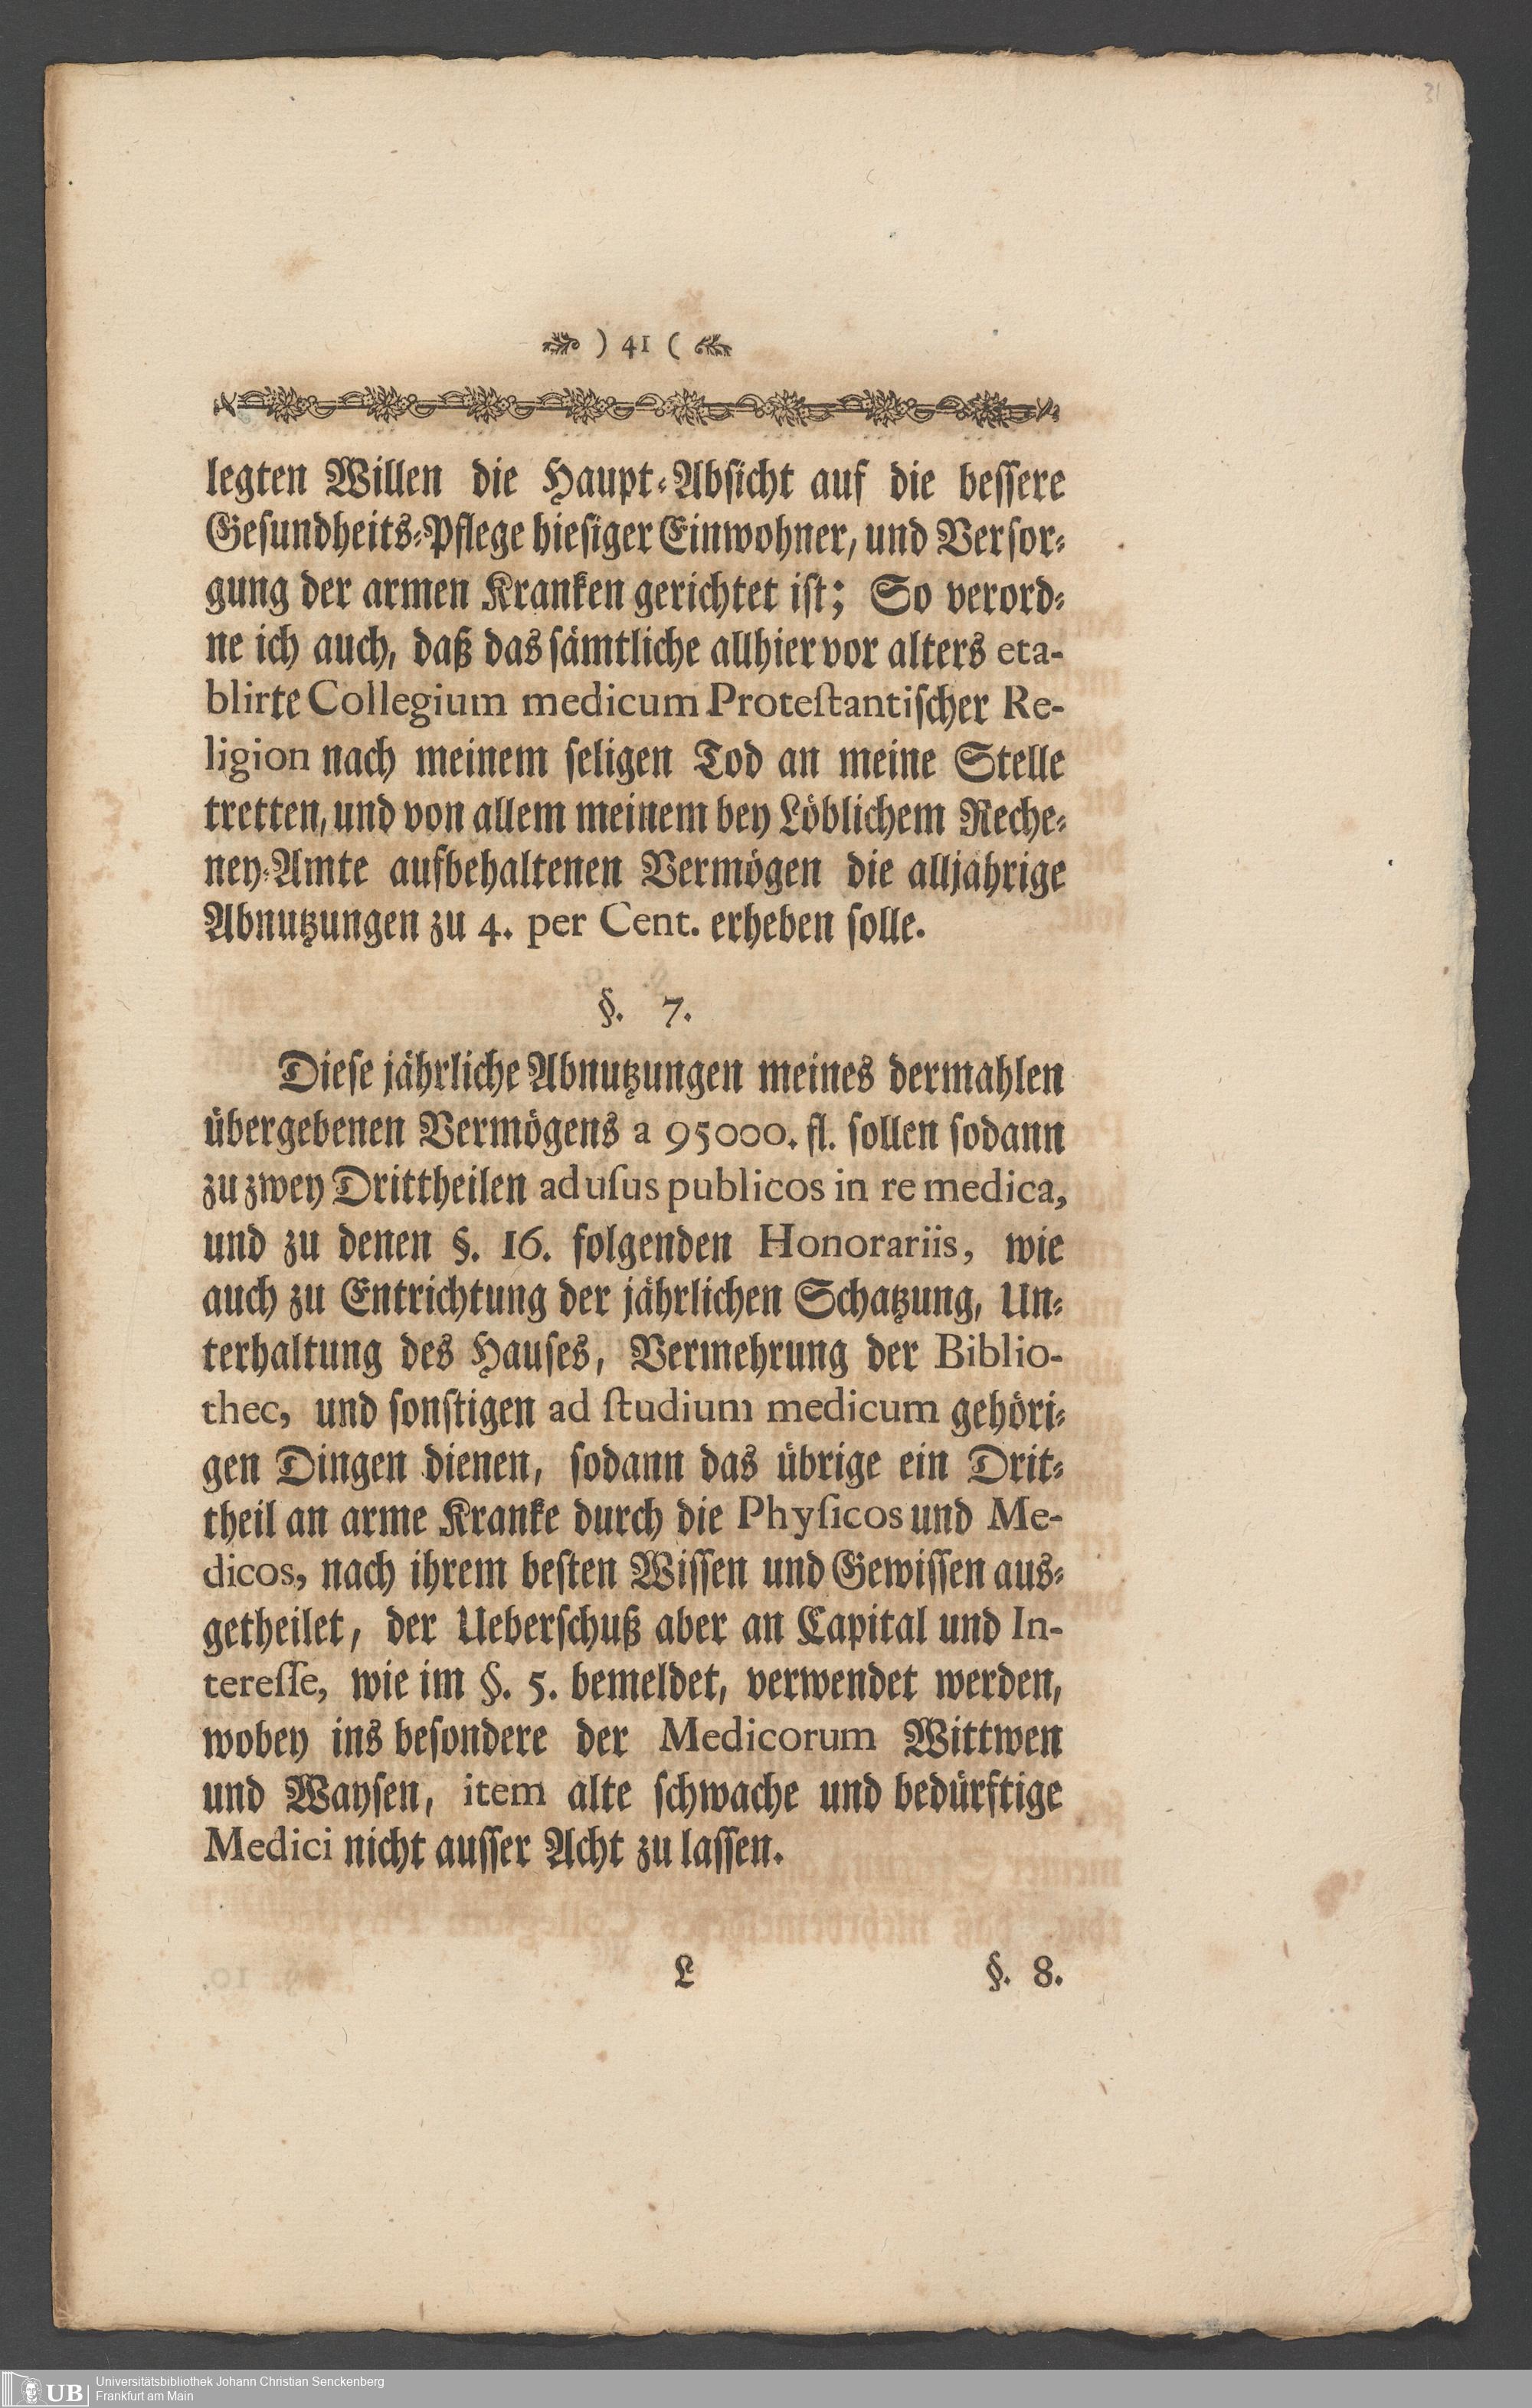 31
) 41 (
legten Willen die Haupt-Absicht auf die bessere
Gesundheits-Pflege hiesiger Einwohner, und Versor-
gung der armen Kranken gerichtet ist; So verord-
ne ich auch, daß das sämtliche allhier vor alters eta-
blirte Collegium medicum Protestantischer Re-
ligion nach meinem seligen Tod an meine Stelle
tretten, und von allem meinem bey Löblichem Reche-
ney-Amte aufbehaltenen Vermögen die alljährige
Abnutzungen zu 4. per Cent. erheben solle.
§. 7.
Diese jährliche Abnutzungen meines dermahlen
übergebenen Vermögens a 95000. fl. sollen sodann
zu zwey Drittheilen ad uſus publicos in re medica,
und zu denen §. 16. folgenden Honorariis, wie
auch zu Entrichtung der jährlichen Schatzung, Un-
terhaltung des Hauses, Vermehrung der Biblio-
thec, und sonstigen ad studium medicum gehöri-
gen Dingen dienen, sodann das übrige ein Drit-
theil an arme Kranke durch die Phyſicos und Me-
dicos, nach ihrem besten Wissen und Gewissen aus-
getheilet, der Ueberschuß aber an Capital und In-
tereſſe, wie im §. 5. bemeldet, verwendet werden,
wobey ins besondere der Medicorum Wittwen
und Waysen, item alte schwache und bedürftige
Medici nicht ausser Acht zu lassen.
L §. 8.
UB Universitätsbibliothek Johann Christian Senckenberg
Frankfurt am Main